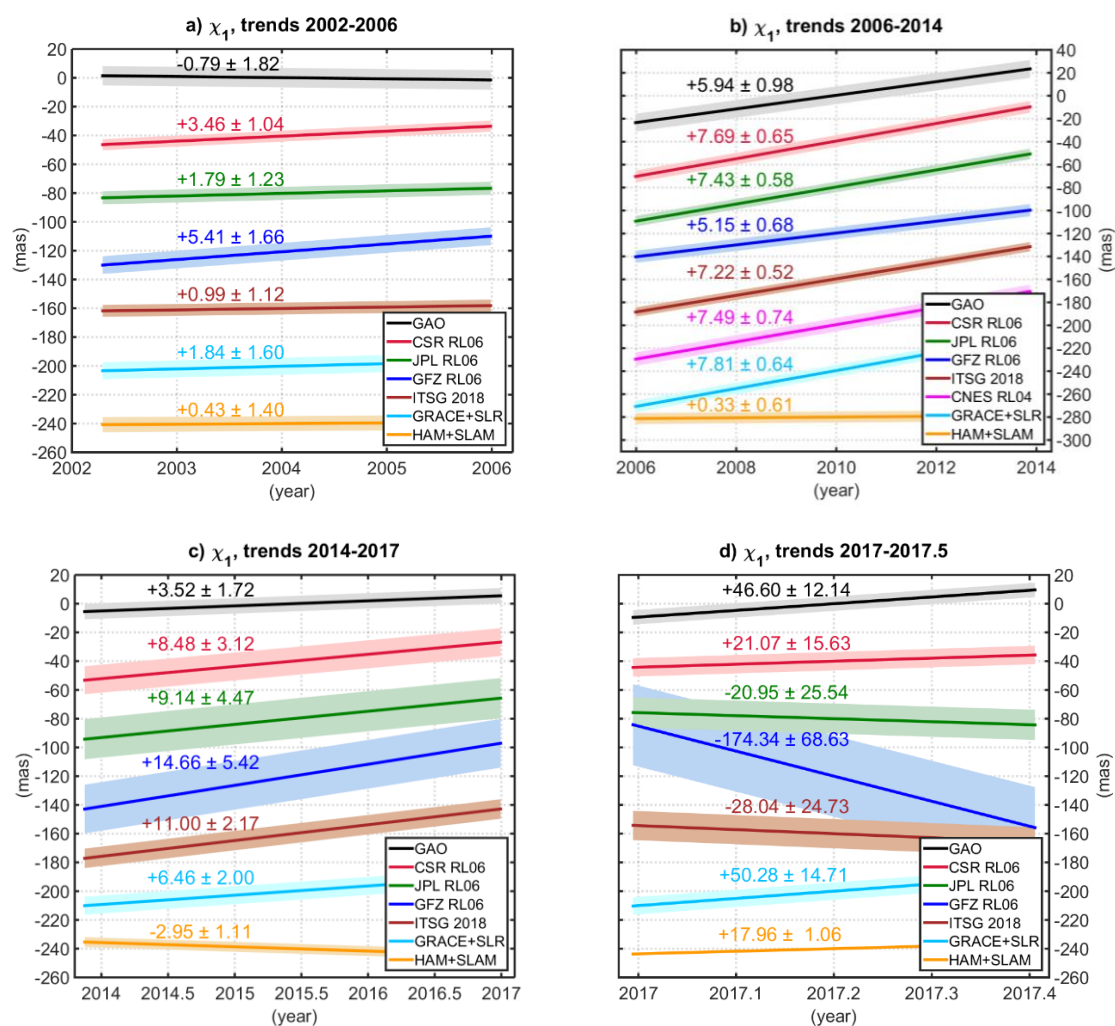 a) χ1, trends 2002-2006
20
0
-20
-40
-60
-80
-100
-120
-140
-160
-180
-200
-220
-240
-260
(mas)
-0.79 ± 1.82
+3.46 ± 1.04
+1.79 ± 1.23
+5.41 ± 1.66
+0.99 ± 1.12
+1.84 ± 1.60
+0.43 ± 1.40
GAO
CSR RL06
JPL RL06
GFZ RL06
ITSG 2018
GRACE+SLR
HAM+SLAM
2002 2003 2004 2005 2006
(year)
b) χ1, trends 2006-2014
+5.94 ± 0.98
+7.69 ± 0.65
+7.43 ± 0.58
+5.15 ± 0.68
+7.22 ± 0.52
+7.49 ± 0.74
+7.81 ± 0.64
+0.33 ± 0.61
GAO
CSR RL06
JPL RL06
GFZ RL06
ITSG 2018
CNES RL04
GRACE+SLR
HAM+SLAM
40
20
0
-20
-40
-60
-80
-100
-120
-140
-160
-180
-200
-220
-240
-260
-280
-300
(mas)
2006 2008 2010 2012 2014
(year)
c) χ1, trends 2014-2017
20
0
-20
-40
-60
-80
-100
-120
-140
-160
-180
-200
-220
-240
-260
(mas)
+3.52 ± 1.72
+8.48 ± 3.12
+9.14 ± 4.47
+14.66 ± 5.42
+11.00 ± 2.17
+6.46 ± 2.00
-2.95 ± 1.11
GAO
CSR RL06
JPL RL06
GFZ RL06
ITSG 2018
GRACE+SLR
HAM+SLAM
2014 2014.5 2015 2015.5 2016 2016.5 2017
(year)
d) χ1, trends 2017-2017.5
+46.60 ± 12.14
+21.07 ± 15.63
-20.95 ± 25.54
-174.34 ± 68.63
-28.04 ± 24.73
+50.28 ± 14.71
+17.96 ± 1.06
GAO
CSR RL06
JPL RL06
GFZ RL06
ITSG 2018
GRACE+SLR
HAM+SLAM
20
0
-20
-40
-60
-80
-100
-120
-140
-160
-180
-200
-220
-240
-260
(mas)
2017 2017.1 2017.2 2017.3 2017.4
(year)